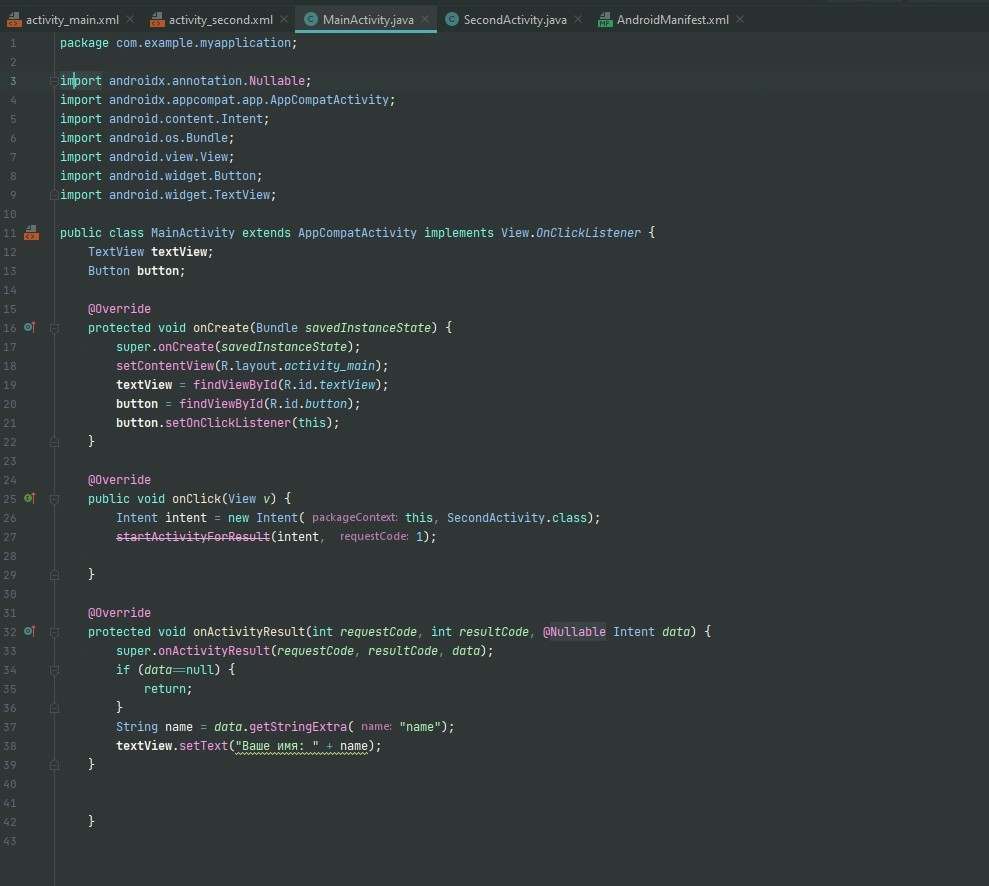 activity_main.xml activity_second.xml MainActivity.java SecondActivity.java AndroidManifest.xml
1 package com.example.myapplication;
2
3 import androidx.annotation.Nullable;
4 import androidx.appcompat.app.AppCompatActivity;
5 import android.content.Intent;
6 import android.os.Bundle;
7 import android.view.View;
8 import android.widget.Button;
9 import android.widget.TextView;
10
11 public class MainActivity extends AppCompatActivity implements View.OnClickListener {
12 TextView textView;
13 Button button;
14
15 @Override
16 protected void onCreate(Bundle savedInstanceState) {
17 super.onCreate(savedInstanceState);
18 setContentView(R.layout.activity_main);
19 textView = findViewById(R.id.textView);
20 button = findViewById(R.id.button);
21 button.setOnClickListener(this);
22 }
23
24 @Override
25 public void onClick(View v) {
26 Intent intent = new Intent( packageContext: this, SecondActivity.class);
27 startActivityForResult(intent, requestCode: 1);
28
29 }
30
31 @Override
32 protected void onActivityResult(int requestCode, int resultCode, @Nullable Intent data) {
33 super.onActivityResult(requestCode, resultCode, data);
34 if (data==null) {
35 return;
36 }
37 String name = data.getStringExtra( name: "name");
38 textView.setText("Ваше имя: " + name);
39 }
40
41
42 }
43